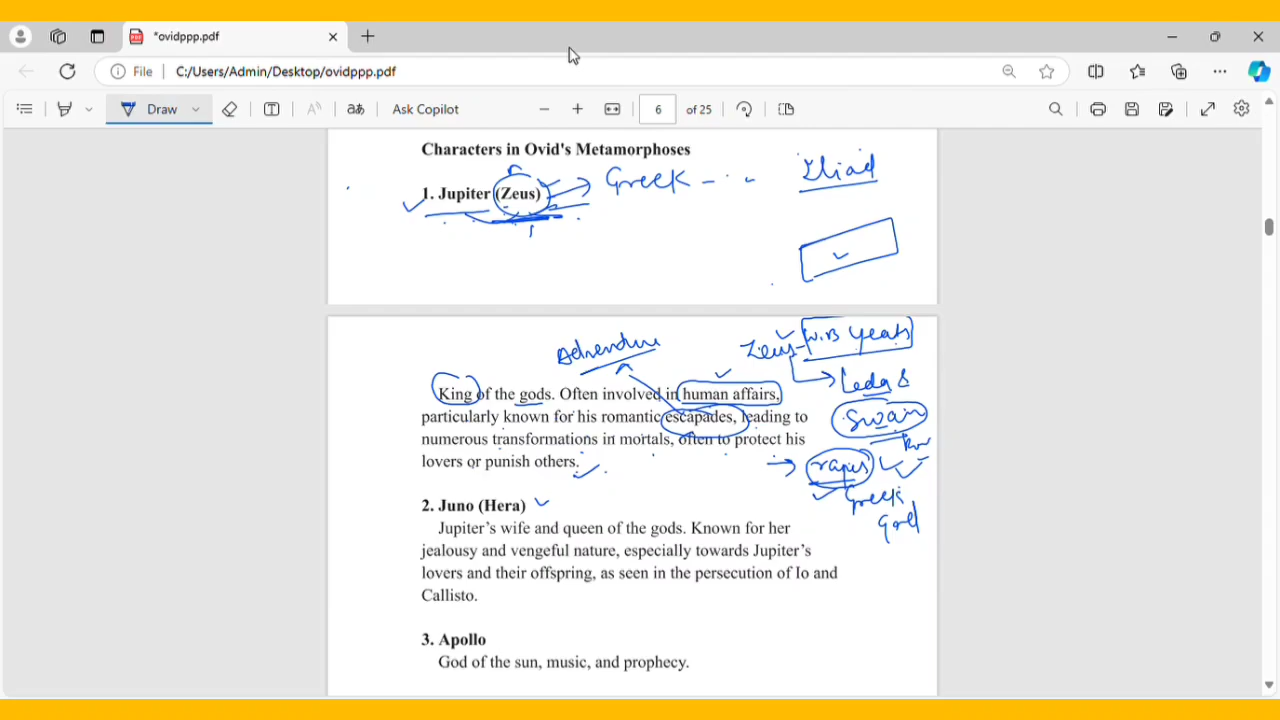 *ovidppp.pdf
File C:/Users/Admin/Desktop/ovidppp.pdf
Draw aあ Ask Copilot 6 of 25
Characters in Ovid's Metamorphoses
Iliad
1. Jupiter (Zeus) Greek
Zeus - W.B Yeats
Adventure
Leda &
King of the gods. Often involved in human affairs,
particularly known for his romantic escapades, leading to
Swan
numerous transformations in mortals, often to protect his
lovers or punish others.
rapes
Greek
God
2. Juno (Hera)
Jupiter's wife and queen of the gods. Known for her
jealousy and vengeful nature, especially towards Jupiter's
lovers and their offspring, as seen in the persecution of Io and
Callisto.
3. Apollo
God of the sun, music, and prophecy.